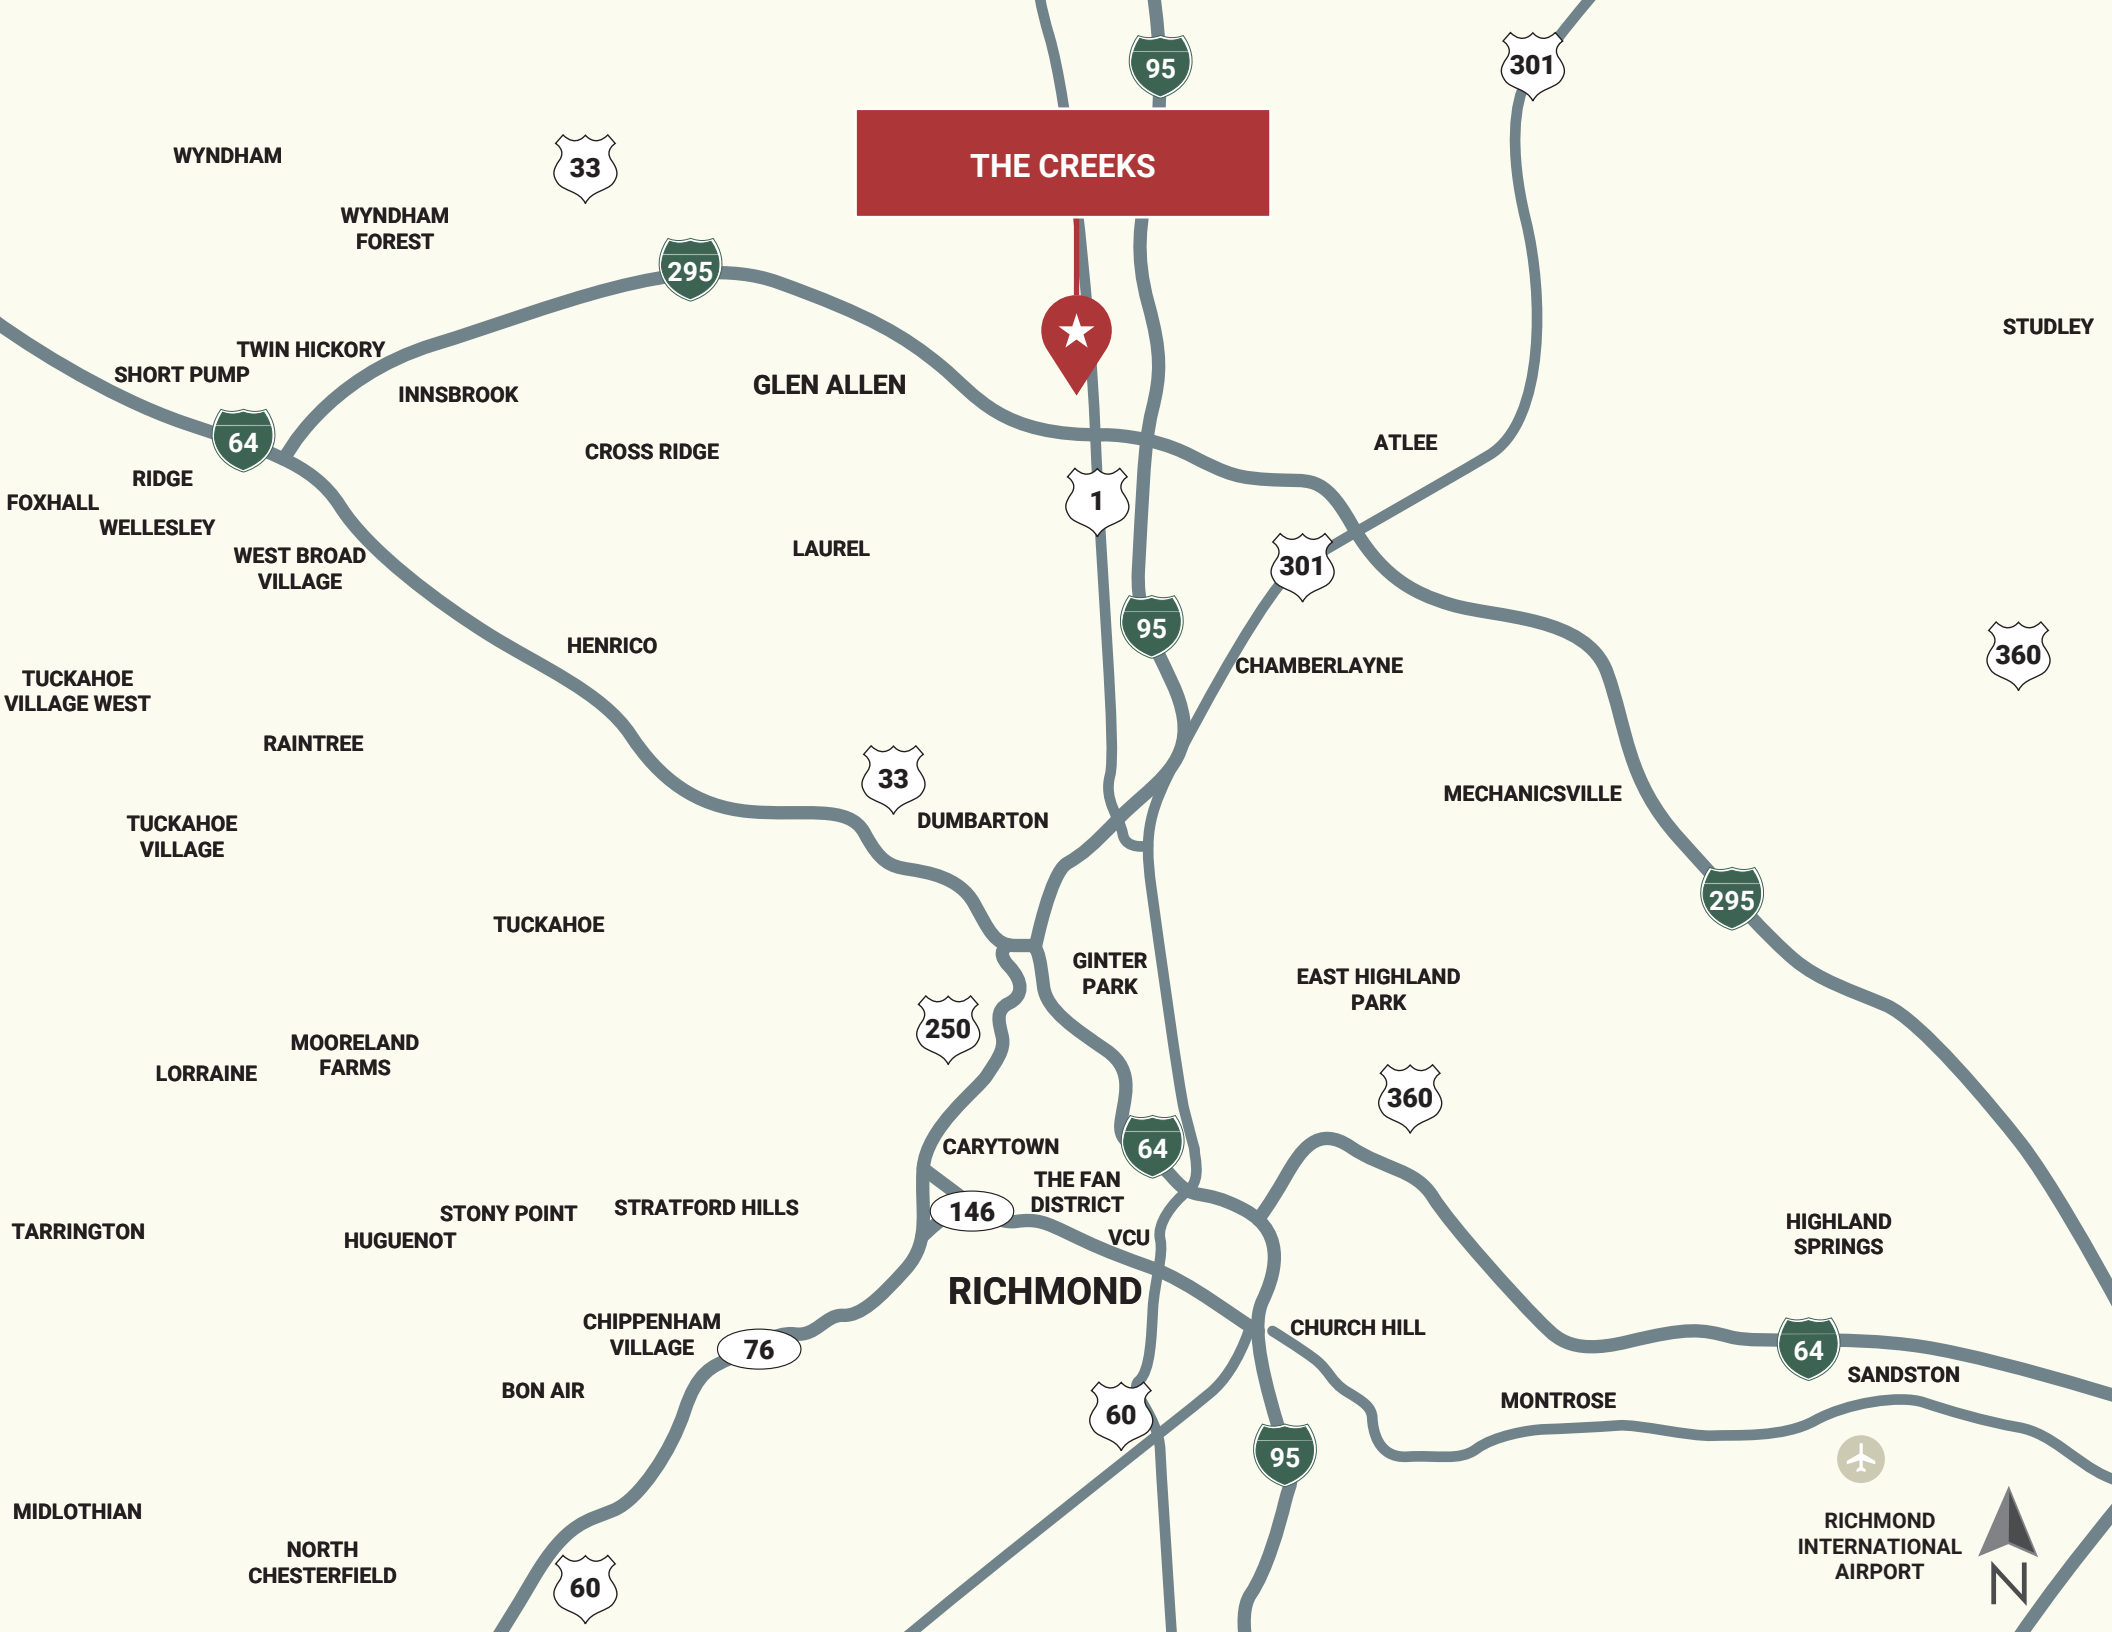 95
301
THE CREEKS
WYNDHAM
33
WYNDHAM
FOREST
295
STUDLEY
TWIN HICKORY
SHORT PUMP
GLEN ALLEN
INNSBROOK
64
ATLEE
CROSS RIDGE
RIDGE
FOXHALL
1
WELLESLEY
LAUREL
WEST BROAD
VILLAGE
301
95
HENRICO
360
CHAMBERLAYNE
TUCKAHOE
VILLAGE WEST
RAINTREE
33
MECHANICSVILLE
DUMBARTON
TUCKAHOE
VILLAGE
295
TUCKAHOE
GINTER
PARK
EAST HIGHLAND
PARK
250
MOORELAND
FARMS
LORRAINE
360
CARYTOWN
64
THE FAN
DISTRICT
STRATFORD HILLS
146
STONY POINT
TARRINGTON
HUGUENOT
VCU
HIGHLAND
SPRINGS
RICHMOND
CHIPPENHAM
VILLAGE
76
CHURCH HILL
64
SANDSTON
BON AIR
MONTROSE
60
95
MIDLOTHIAN
RICHMOND
INTERNATIONAL
AIRPORT
NORTH
CHESTERFIELD
60
N